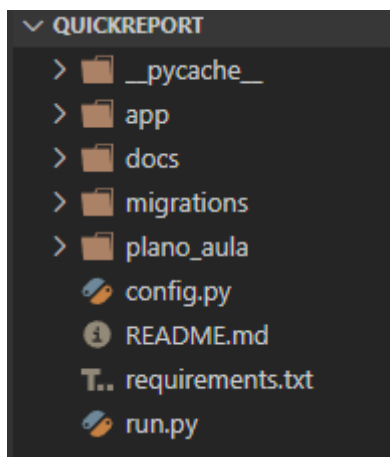 QUICKREPORT
__pycache__
app
docs
migrations
plano_aula
config.py
README.md
T.. requirements.txt
run.py